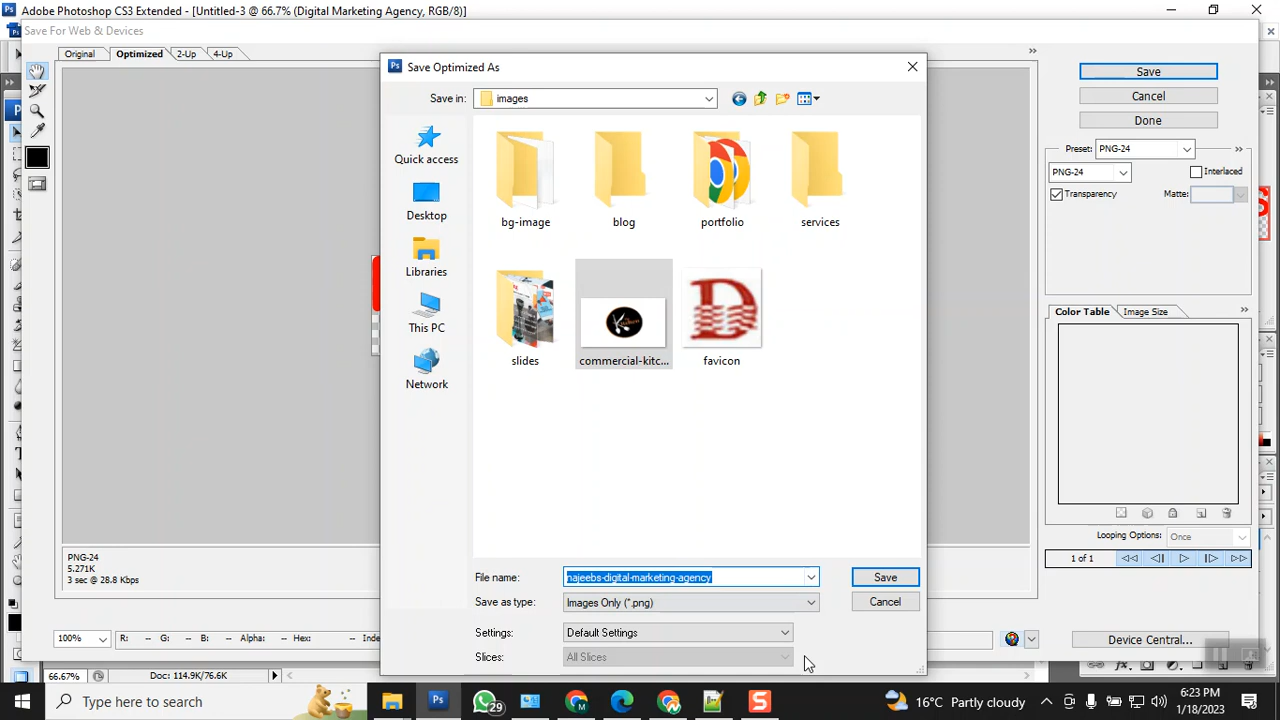 Adobe Photoshop CS3 Extended - [Untitled-3 @ 66.7% (Digital Marketing Agency, RGB/8)]
Save For Web & Devices
Original
Optimized
2-Up
4-Up
Save Optimized As
Save in:
images
Quick access
Desktop
Libraries
This PC
Network
bg-image
blog
portfolio
services
slides
commercial-kitc...
favicon
File name:
najeebs-digital-marketing-agency
Save as type:
Images Only (*.png)
Settings:
Default Settings
Slices:
All Slices
Save
Cancel
Save
Cancel
Done
Preset:
PNG-24
PNG-24
Interlaced
Transparency
Matte:
Color Table
Image Size
Looping Options:
Once
1 of 1
PNG-24
5.271K
3 sec @ 28.8 Kbps
100%
R:
G:
B:
Alpha:
Hex:
Inde
Device Central...
66.67%
Doc: 114.9K/76.6K
Type here to search
29
16°C Partly cloudy
6:23 PM
1/18/2023